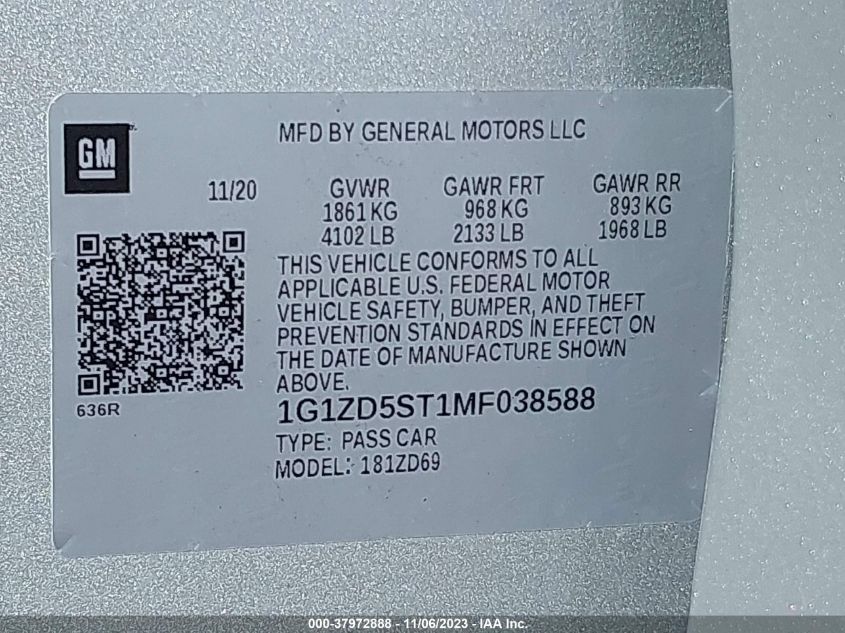 MFD BY GENERAL MOTORS LLC
GM
11/20 GVWR GAWR FRT GAWR RR
1861 KG 968 KG 893 KG
4102 LB 2133 LB 1968 LB
THIS VEHICLE CONFORMS TO ALL
APPLICABLE U.S. FEDERAL MOTOR
VEHICLE SAFETY, BUMPER, AND THEFT
PREVENTION STANDARDS IN EFFECT ON
THE DATE OF MANUFACTURE SHOWN
ABOVE.
636R
1G1ZD5ST1MF038588
TYPE: PASS CAR
MODEL: 181ZD69
000-37972888 - 11/06/2023 - IAA Inc.